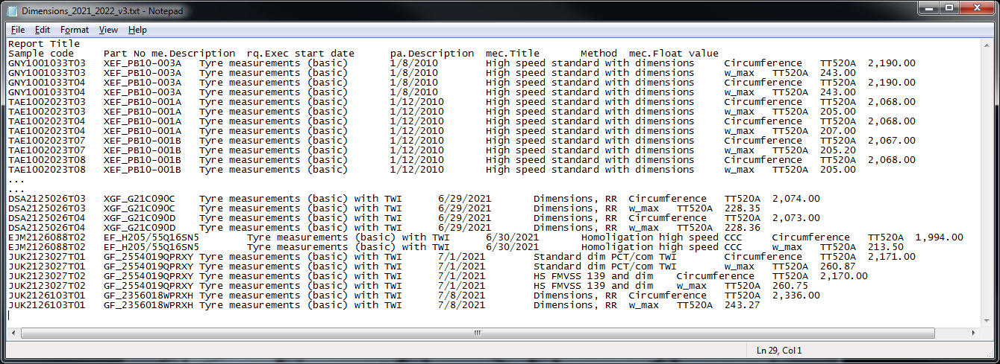 Dimensions_2021_2022_v3.txt - Notepad
File Edit Format View Help
Report Title
Sample code Part No me.Description rq.Exec start date pa.Description mec.Title Method mec.Float value
GNY1001033T03 XEF_PB10-003A Tyre measurements (basic) 1/8/2010 High speed standard with dimensions Circumference TT520A 2,190.00
GNY1001033T03 XEF_PB10-003A Tyre measurements (basic) 1/8/2010 High speed standard with dimensions w_max TT520A 243.00
GNY1001033T04 XEF_PB10-003A Tyre measurements (basic) 1/8/2010 High speed standard with dimensions Circumference TT520A 2,190.00
GNY1001033T04 XEF_PB10-003A Tyre measurements (basic) 1/8/2010 High speed standard with dimensions w_max TT520A 243.00
TAE1002023T03 XEF_PB10-001A Tyre measurements (basic) 1/12/2010 High speed standard with dimensions Circumference TT520A 2,068.00
TAE1002023T03 XEF_PB10-001A Tyre measurements (basic) 1/12/2010 High speed standard with dimensions w_max TT520A 205.00
TAE1002023T04 XEF_PB10-001A Tyre measurements (basic) 1/12/2010 High speed standard with dimensions Circumference TT520A 2,068.00
TAE1002023T04 XEF_PB10-001A Tyre measurements (basic) 1/12/2010 High speed standard with dimensions w_max TT520A 207.00
TAE1002023T07 XEF_PB10-001B Tyre measurements (basic) 1/12/2010 High speed standard with dimensions Circumference TT520A 2,067.00
TAE1002023T07 XEF_PB10-001B Tyre measurements (basic) 1/12/2010 High speed standard with dimensions w_max TT520A 205.20
TAE1002023T08 XEF_PB10-001B Tyre measurements (basic) 1/12/2010 High speed standard with dimensions Circumference TT520A 2,068.00
TAE1002023T08 XEF_PB10-001B Tyre measurements (basic) 1/12/2010 High speed standard with dimensions w_max TT520A 205.00
...
...
DSA2125026T03 XGF_G21C090C Tyre measurements (basic) with TWI 6/29/2021 Dimensions, RR Circumference TT520A 2,074.00
DSA2125026T03 XGF_G21C090C Tyre measurements (basic) with TWI 6/29/2021 Dimensions, RR w_max TT520A 228.35
DSA2125026T04 XGF_G21C090D Tyre measurements (basic) with TWI 6/29/2021 Dimensions, RR Circumference TT520A 2,073.00
DSA2125026T04 XGF_G21C090D Tyre measurements (basic) with TWI 6/29/2021 Dimensions, RR w_max TT520A 228.36
EJM2126088T02 EF_H205/55Q16SN5 Tyre measurements (basic) with TWI 6/30/2021 Homoligation high speed CCC Circumference TT520A 1,994.00
EJM2126088T02 EF_H205/55Q16SN5 Tyre measurements (basic) with TWI 6/30/2021 Homoligation high speed CCC w_max TT520A 213.50
JUK2123027T01 GF_2554019QPRXY Tyre measurements (basic) with TWI 7/1/2021 Standard dim PCT/com TWI Circumference TT520A 2,171.00
JUK2123027T01 GF_2554019QPRXY Tyre measurements (basic) with TWI 7/1/2021 Standard dim PCT/com TWI w_max TT520A 260.87
JUK2123027T02 GF_2554019QPRXY Tyre measurements (basic) with TWI 7/1/2021 HS FMVSS 139 and dim Circumference TT520A 2,170.00
JUK2123027T02 GF_2554019QPRXY Tyre measurements (basic) with TWI 7/1/2021 HS FMVSS 139 and dim w_max TT520A 260.75
JUK2126103T01 GF_2356018WPRXH Tyre measurements (basic) with TWI 7/8/2021 Dimensions, RR Circumference TT520A 2,336.00
JUK2126103T01 GF_2356018WPRXH Tyre measurements (basic) with TWI 7/8/2021 Dimensions, RR w_max TT520A 243.27
Ln 29, Col 1